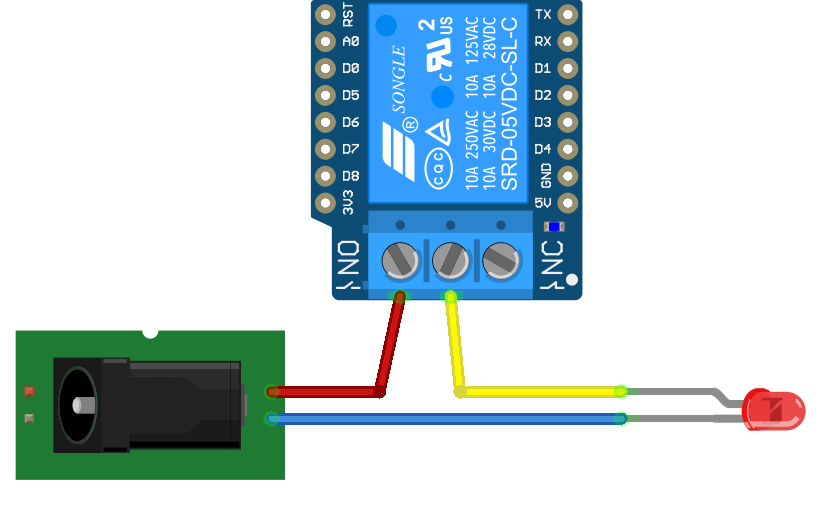 RST
A0
D0
D5
D6
D7
D8
3V3
TX
RX
D1
D2
D3
D4
GND
5V
SONGLE
®
c RU US
2
CQC
10A 250VAC 10A 125VAC
10A 30VDC 10A 28VDC
SRD-05VDC-SL-C
NO
NC